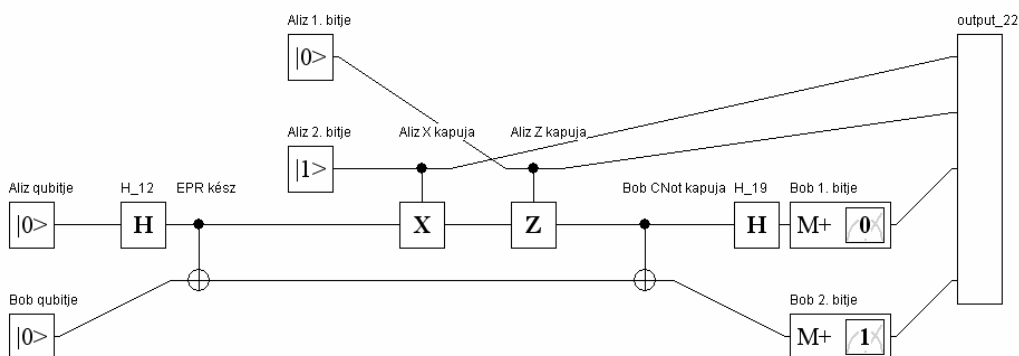 Aliz 1. bitje
output_22
|0>
Aliz 2. bitje
Aliz X kapuja
Aliz Z kapuja
|1>
Aliz qubitje
H_12
EPR kész
Bob CNot kapuja
H_19
Bob 1. bitje
|0>
H
X
Z
H
M+ 0
Bob qubitje
Bob 2. bitje
|0>
M+ 1